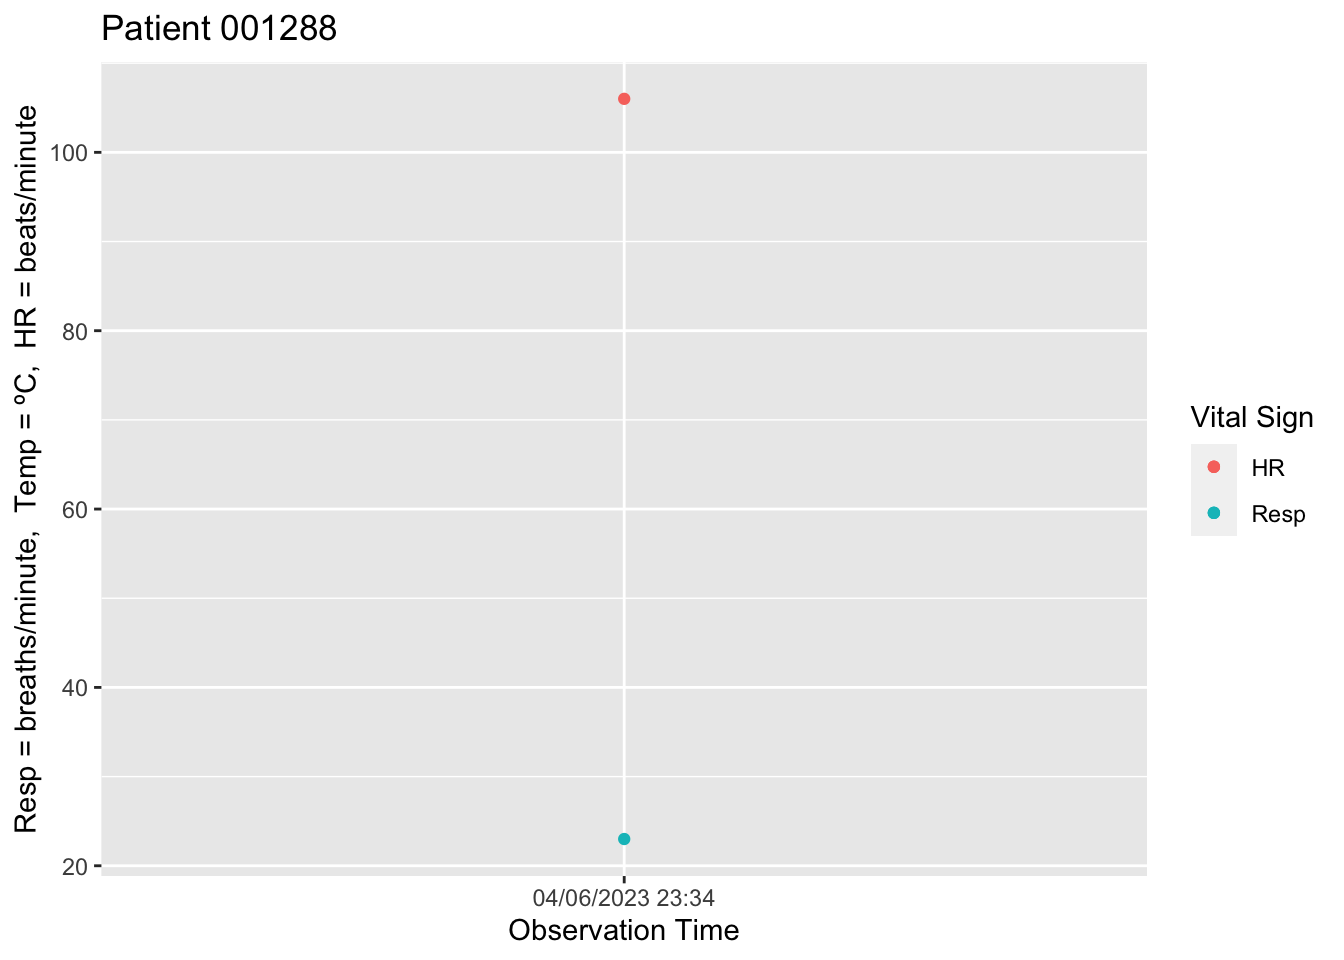 Patient 001288
Resp = breaths/minute,  Temp = ºC,  HR = beats/minute
100
80
60
40
20
04/06/2023 23:34
Observation Time
Vital Sign
HR
Resp